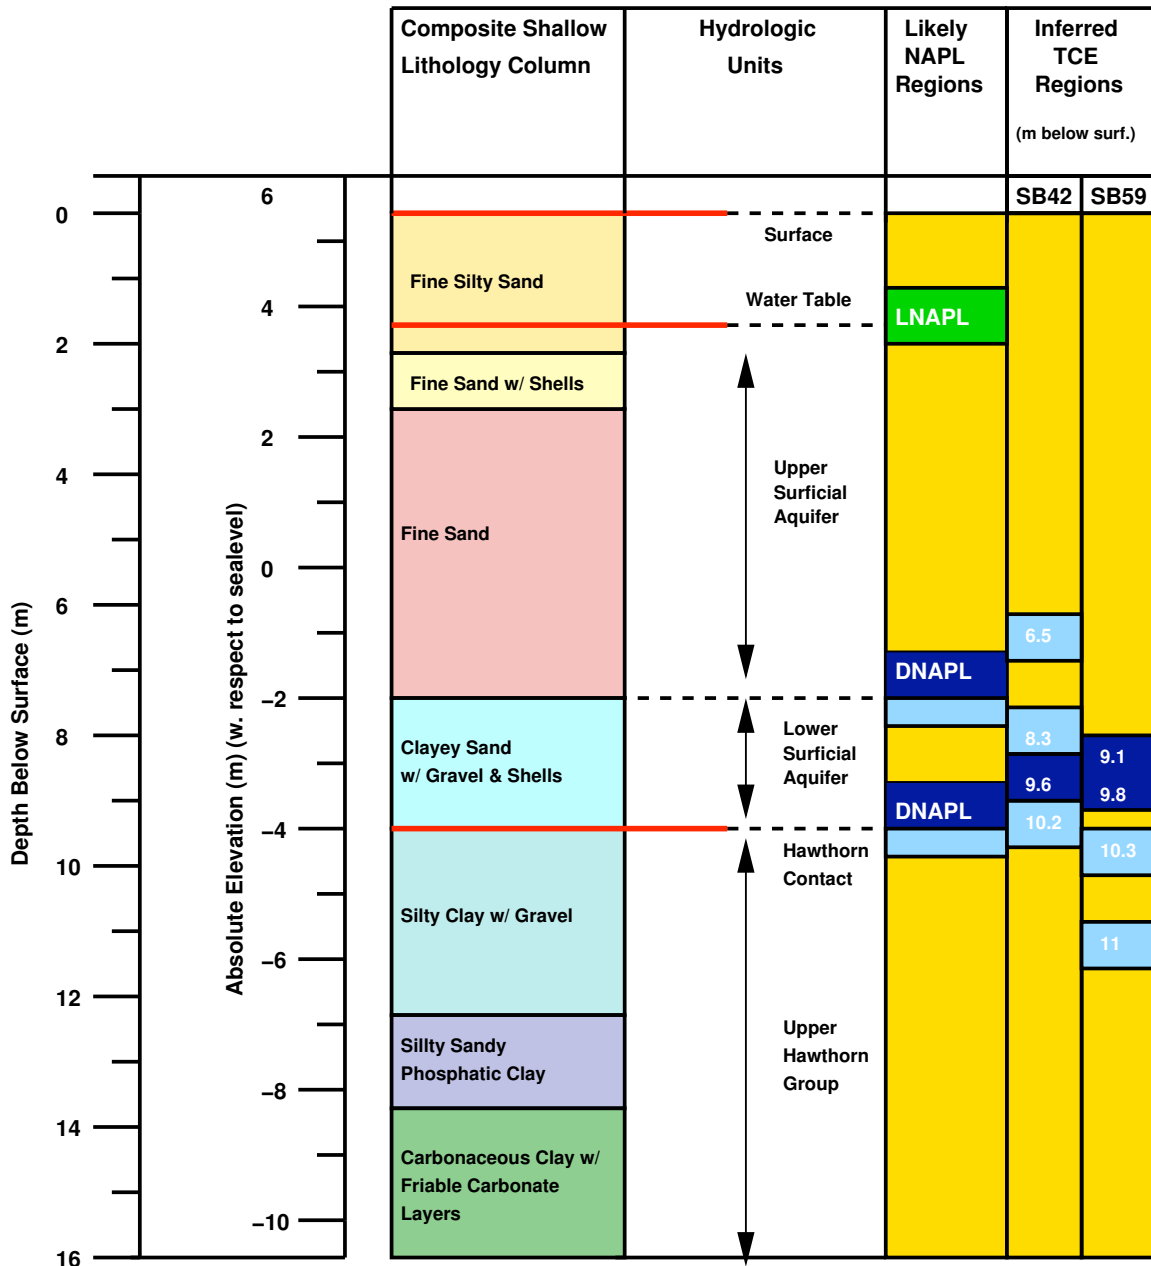 Composite Shallow
Lithology Column
Hydrologic
Units
Likely
NAPL
Regions
Inferred
TCE
Regions
(m below surf.)
SB42
SB59
Depth Below Surface (m)
0
2
4
6
8
10
12
14
16
Absolute Elevation (m) (w. respect to sealevel)
6
4
2
0
−2
−4
−6
−8
−10
Fine Silty Sand
Fine Sand w/ Shells
Fine Sand
Clayey Sand
w/ Gravel & Shells
Silty Clay w/ Gravel
Sillty Sandy
Phosphatic Clay
Carbonaceous Clay w/
Friable Carbonate
Layers
Surface
Water Table
Upper
Surficial
Aquifer
Lower
Surficial
Aquifer
Hawthorn
Contact
Upper
Hawthorn
Group
LNAPL
DNAPL
DNAPL
6.5
8.3
9.6
10.2
9.1
9.8
10.3
11